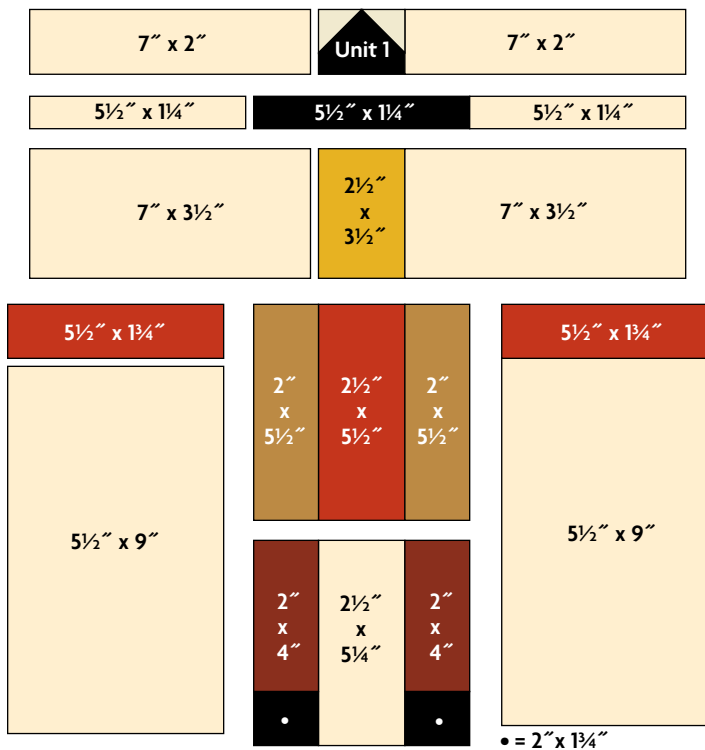 7″ x 2″
Unit 1
7″ x 2″
5½″ x 1¼″
5½″ x 1¼″
5½″ x 1¼″
7″ x 3½″
2½″
x
3½″
7″ x 3½″
5½″ x 1¾″
5½″ x 1¾″
2″
x
5½″
2½″
x
5½″
2″
x
5½″
5½″ x 9″
5½″ x 9″
2″
x
4″
2½″
x
5¼″
2″
x
4″
•
•
• = 2″x 1¾″